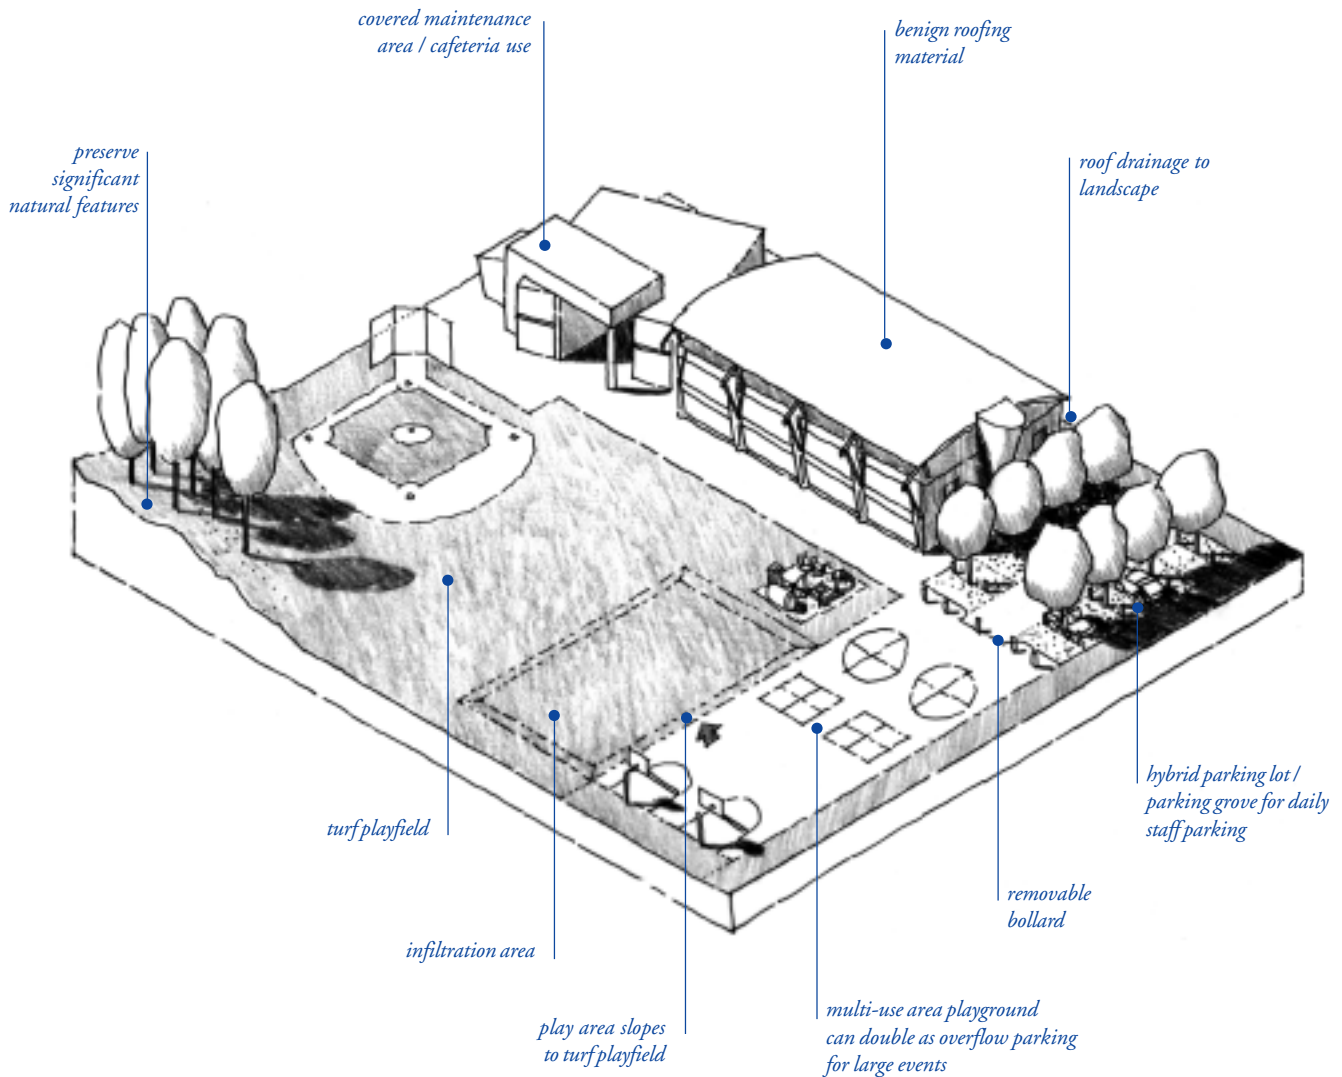 covered maintenance
area / cafeteria use
benign roofing
material
preserve
significant
natural features
roof drainage to
landscape
hybrid parking lot /
parking grove for daily
staff parking
turf playfield
removable
bollard
infiltration area
play area slopes
to turf playfield
multi-use area playground
can double as overflow parking
for large events